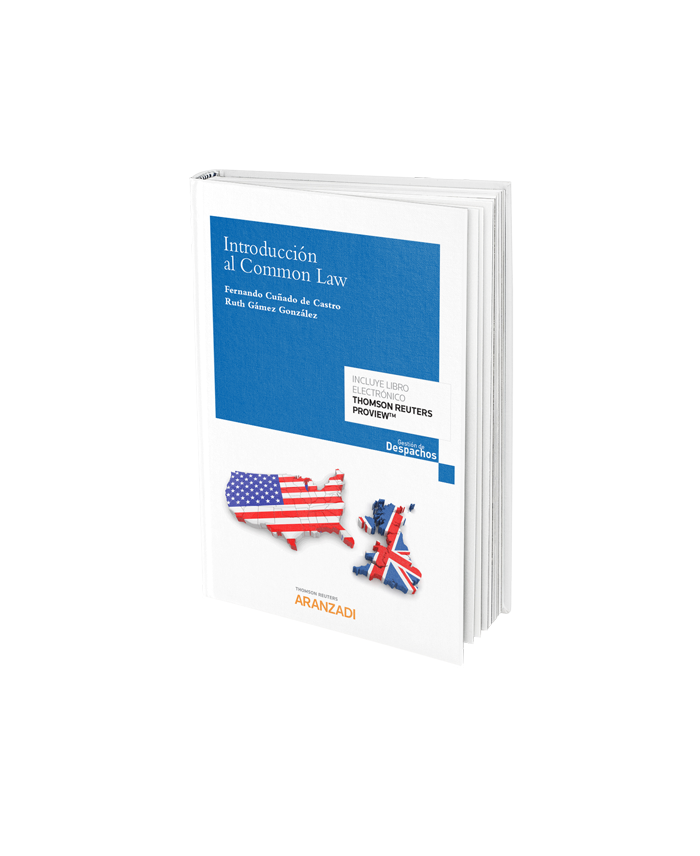 Introducción
al Common Law
Fernando Cuñado de Castro
Ruth Gámez González
INCLUYE LIBRO
ELECTRÓNICO
THOMSON REUTERS
PROVIEW™
Gestión de
Despachos
THOMSON REUTERS
ARANZADI